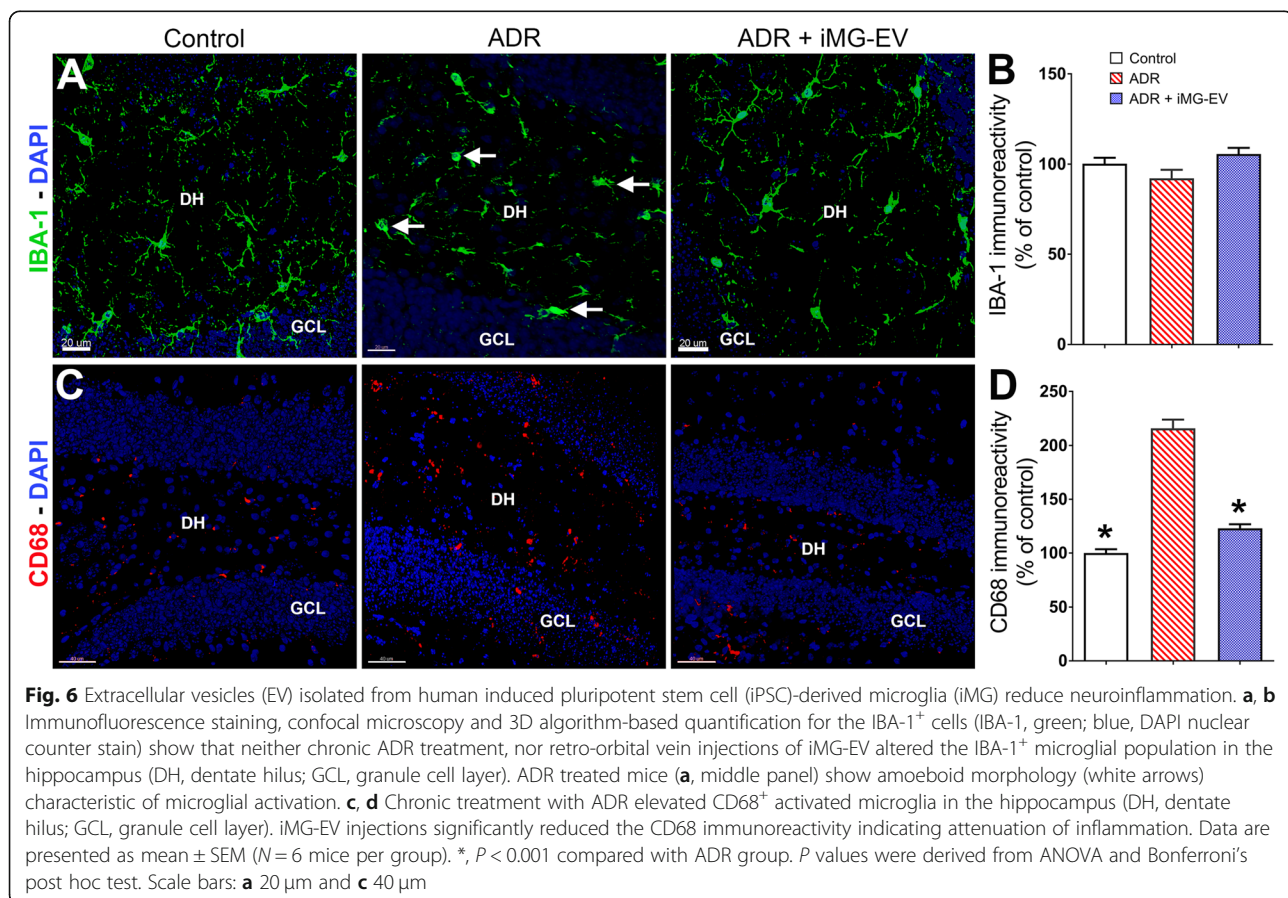 Control
ADR
ADR + iMG-EV
A
IBA-1 - DAPI
DH
GCL
20 um
DH
GCL
20 um
DH
GCL
20 um
B
Control
ADR
ADR + iMG-EV
IBA-1 immunoreactivity
(% of control)
150
100
50
0
C
CD68 - DAPI
DH
GCL
40 um
DH
GCL
40 um
DH
GCL
40 um
D
CD68 immunoreactivity
(% of control)
250
200
150
100
50
0
*
*
Fig. 6 Extracellular vesicles (EV) isolated from human induced pluripotent stem cell (iPSC)-derived microglia (iMG) reduce neuroinflammation. a, b
Immunofluorescence staining, confocal microscopy and 3D algorithm-based quantification for the IBA-1⁺ cells (IBA-1, green; blue, DAPI nuclear
counter stain) show that neither chronic ADR treatment, nor retro-orbital vein injections of iMG-EV altered the IBA-1⁺ microglial population in the
hippocampus (DH, dentate hilus; GCL, granule cell layer). ADR treated mice (a, middle panel) show amoeboid morphology (white arrows)
characteristic of microglial activation. c, d Chronic treatment with ADR elevated CD68⁺ activated microglia in the hippocampus (DH, dentate
hilus; GCL, granule cell layer). iMG-EV injections significantly reduced the CD68 immunoreactivity indicating attenuation of inflammation. Data are
presented as mean ± SEM (N = 6 mice per group). *, P < 0.001 compared with ADR group. P values were derived from ANOVA and Bonferroni's
post hoc test. Scale bars: a 20 μm and c 40 μm